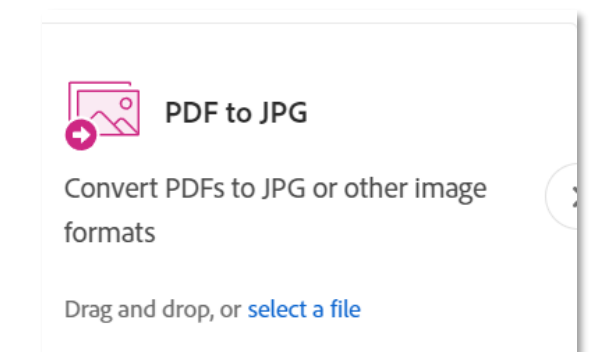 PDF to JPG
Convert PDFs to JPG or other image
formats
Drag and drop, or select a file